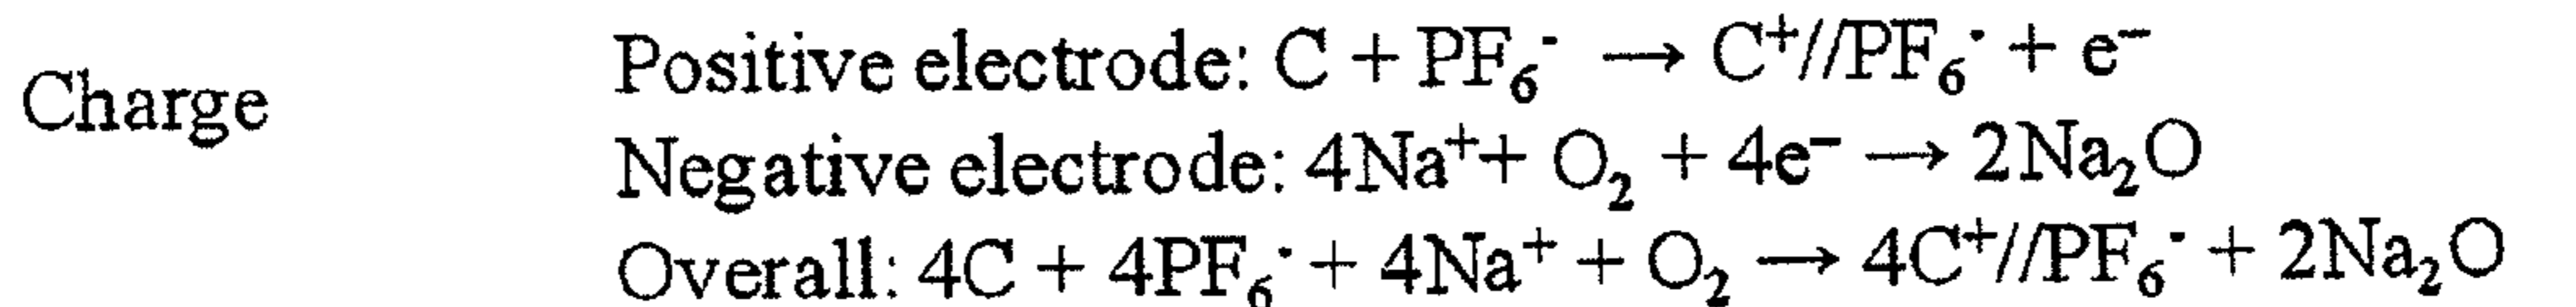 Charge
Positive electrode: C + PF₆⁻ → C⁺//PF₆⁻ + e⁻
Negative electrode: 4Na⁺+ O₂ + 4e⁻ → 2Na₂O
Overall: 4C + 4PF₆⁻ + 4Na⁺ + O₂ → 4C⁺//PF₆⁻ + 2Na₂O